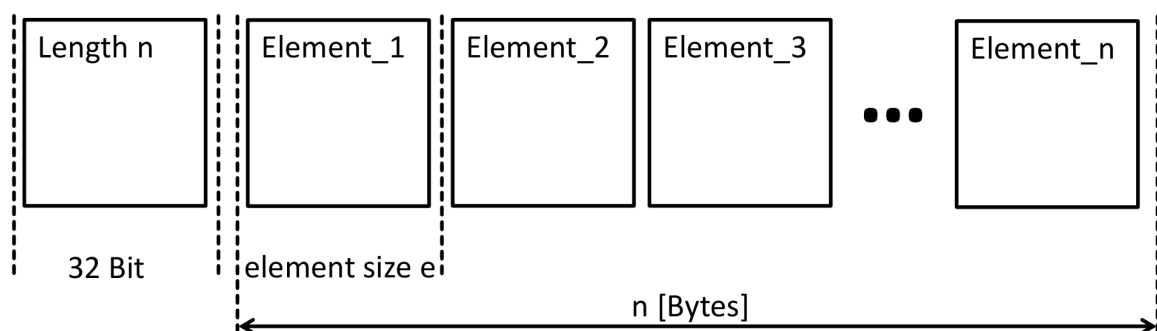 Length n
Element_1
Element_2
Element_3
Element_n
32 Bit
element size e
n [Bytes]